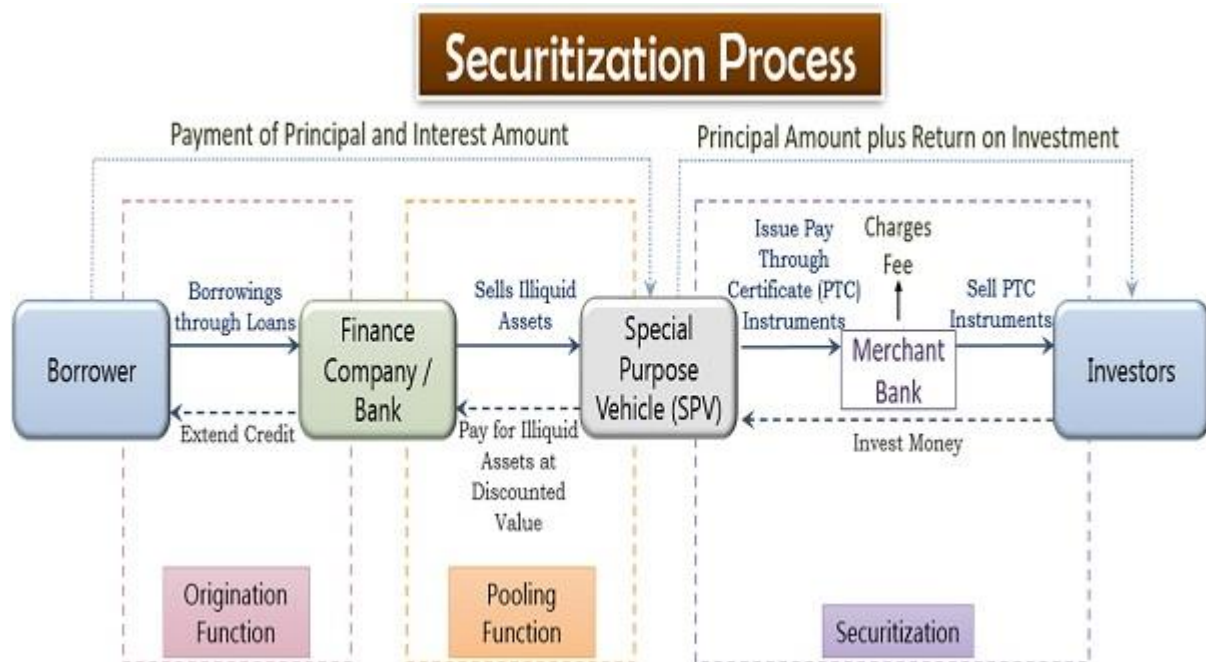 Securitization Process
Payment of Principal and Interest Amount
Principal Amount plus Return on Investment
Borrower
Borrowings
through Loans
Extend Credit
Finance
Company /
Bank
Sells Illiquid
Assets
Pay for Illiquid
Assets at
Discounted
Value
Special
Purpose
Vehicle (SPV)
Issue Pay
Through
Certificate (PTC)
Instruments
Charges
Fee
Merchant
Bank
Sell PTC
Instruments
Invest Money
Investors
Origination
Function
Pooling
Function
Securitization